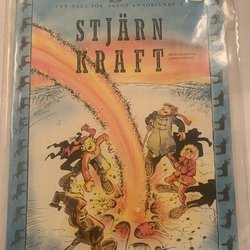 ETT FALL FÖR AGENT ANNORLUNDA
STJÄRN
KRAFT